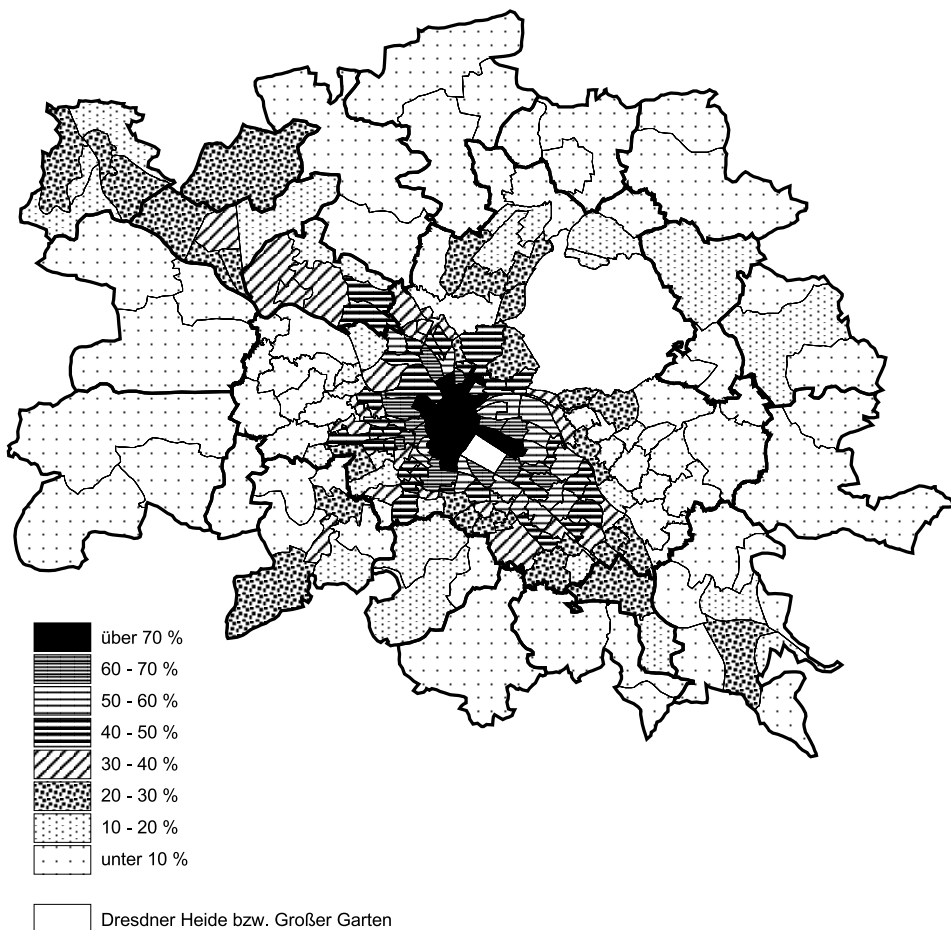 über 70 %
60 - 70 %
50 - 60 %
40 - 50 %
30 - 40 %
20 - 30 %
10 - 20 %
unter 10 %
Dresdner Heide bzw. Großer Garten